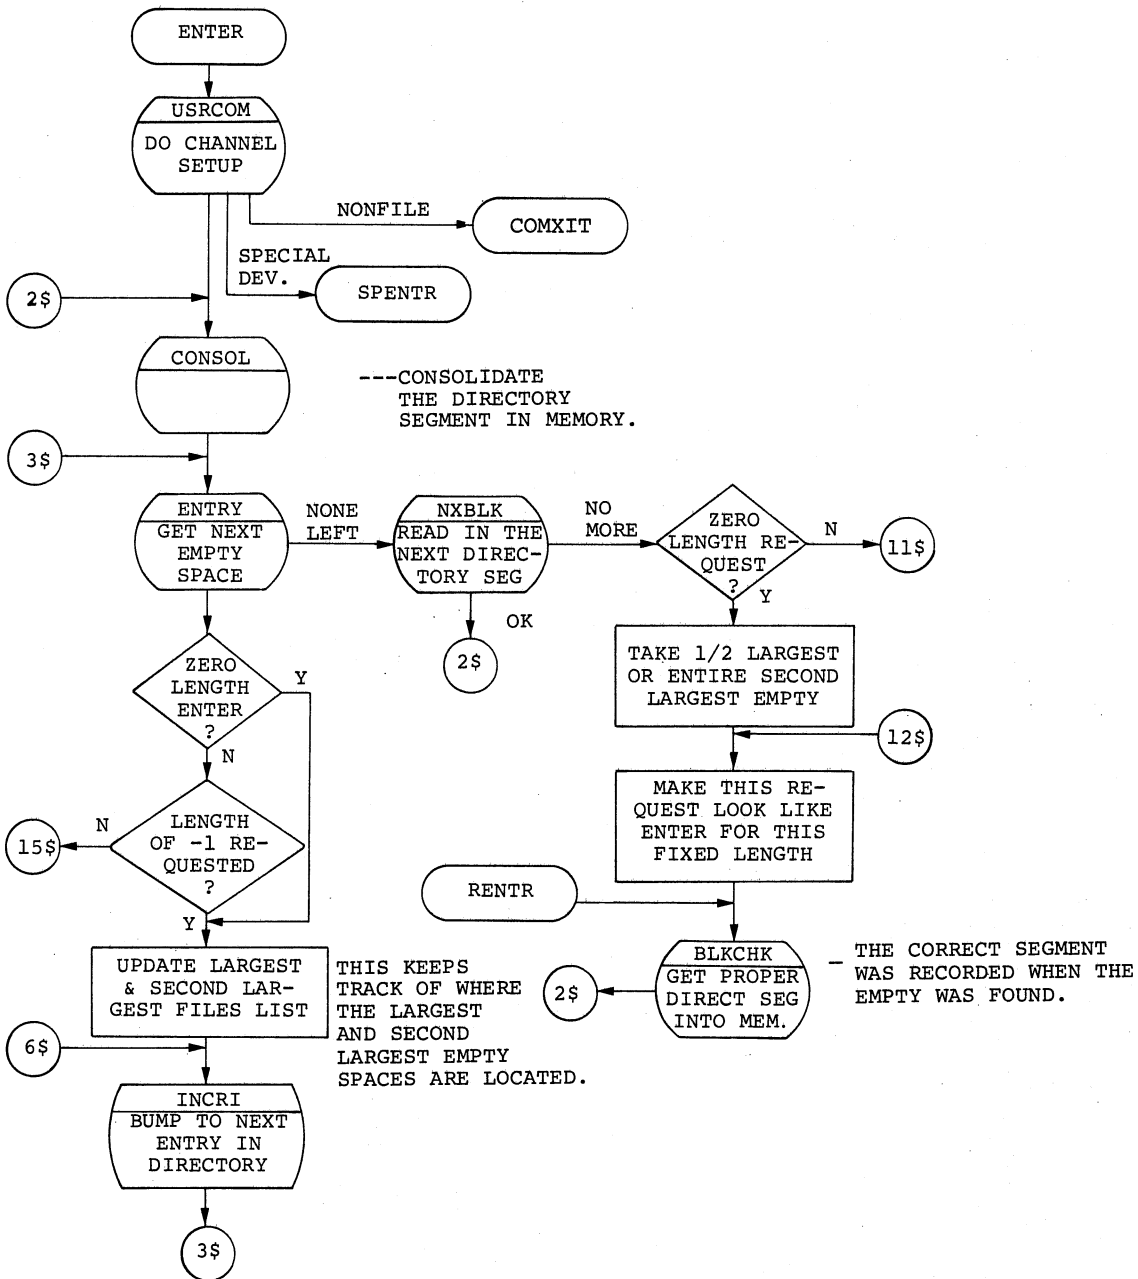 ENTER
USRCOM
DO CHANNEL
SETUP
NONFILE
COMXIT
SPECIAL
DEV.
SPENTR
2$
CONSOL
---CONSOLIDATE
THE DIRECTORY
SEGMENT IN MEMORY.
3$
ENTRY
GET NEXT
EMPTY
SPACE
NONE
LEFT
NXBLK
READ IN THE
NEXT DIREC-
TORY SEG
NO
MORE
ZERO
LENGTH RE-
QUEST
?
N
11$
Y
OK
2$
TAKE 1/2 LARGEST
OR ENTIRE SECOND
LARGEST EMPTY
12$
MAKE THIS RE-
QUEST LOOK LIKE
ENTER FOR THIS
FIXED LENGTH
ZERO
LENGTH
ENTER
?
Y
N
LENGTH
OF -1 RE-
QUESTED
?
N
15$
Y
RENTR
BLKCHK
GET PROPER
DIRECT SEG
INTO MEM.
2$
— THE CORRECT SEGMENT
WAS RECORDED WHEN THE
EMPTY WAS FOUND.
UPDATE LARGEST
& SECOND LAR-
GEST FILES LIST
THIS KEEPS
TRACK OF WHERE
THE LARGEST
AND SECOND
LARGEST EMPTY
SPACES ARE LOCATED.
6$
INCRI
BUMP TO NEXT
ENTRY IN
DIRECTORY
3$